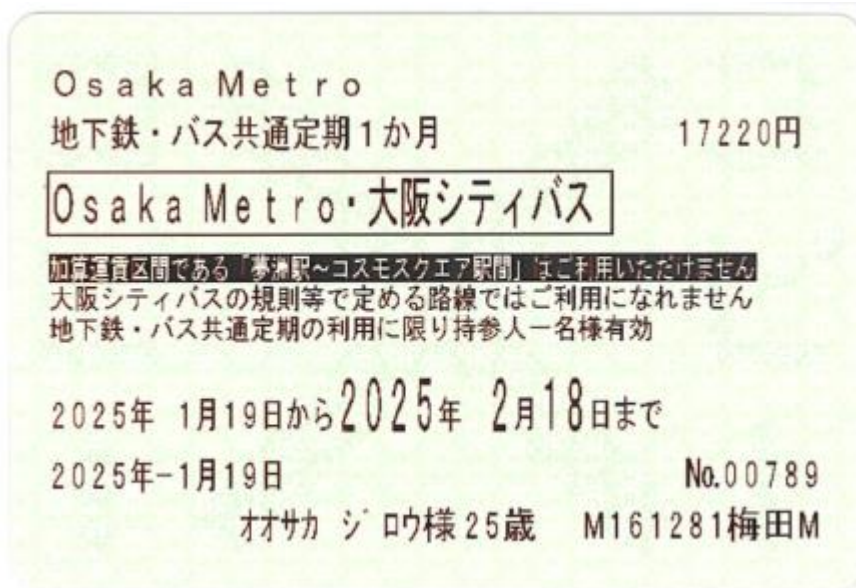 Osaka Metro
地下鉄・バス共通定期1か月 17220円
Osaka Metro・大阪シティバス
加算運賃区間である「夢洲駅～コスモスクエア駅間」はご利用いただけません
大阪シティバスの規則等で定める路線ではご利用になれません
地下鉄・バス共通定期の利用に限り持参人一名様有効
2025年 1月19日から2025年 2月18日まで
2025年-1月19日 No.00789
オオサカ ジロウ様25歳 M161281梅田M